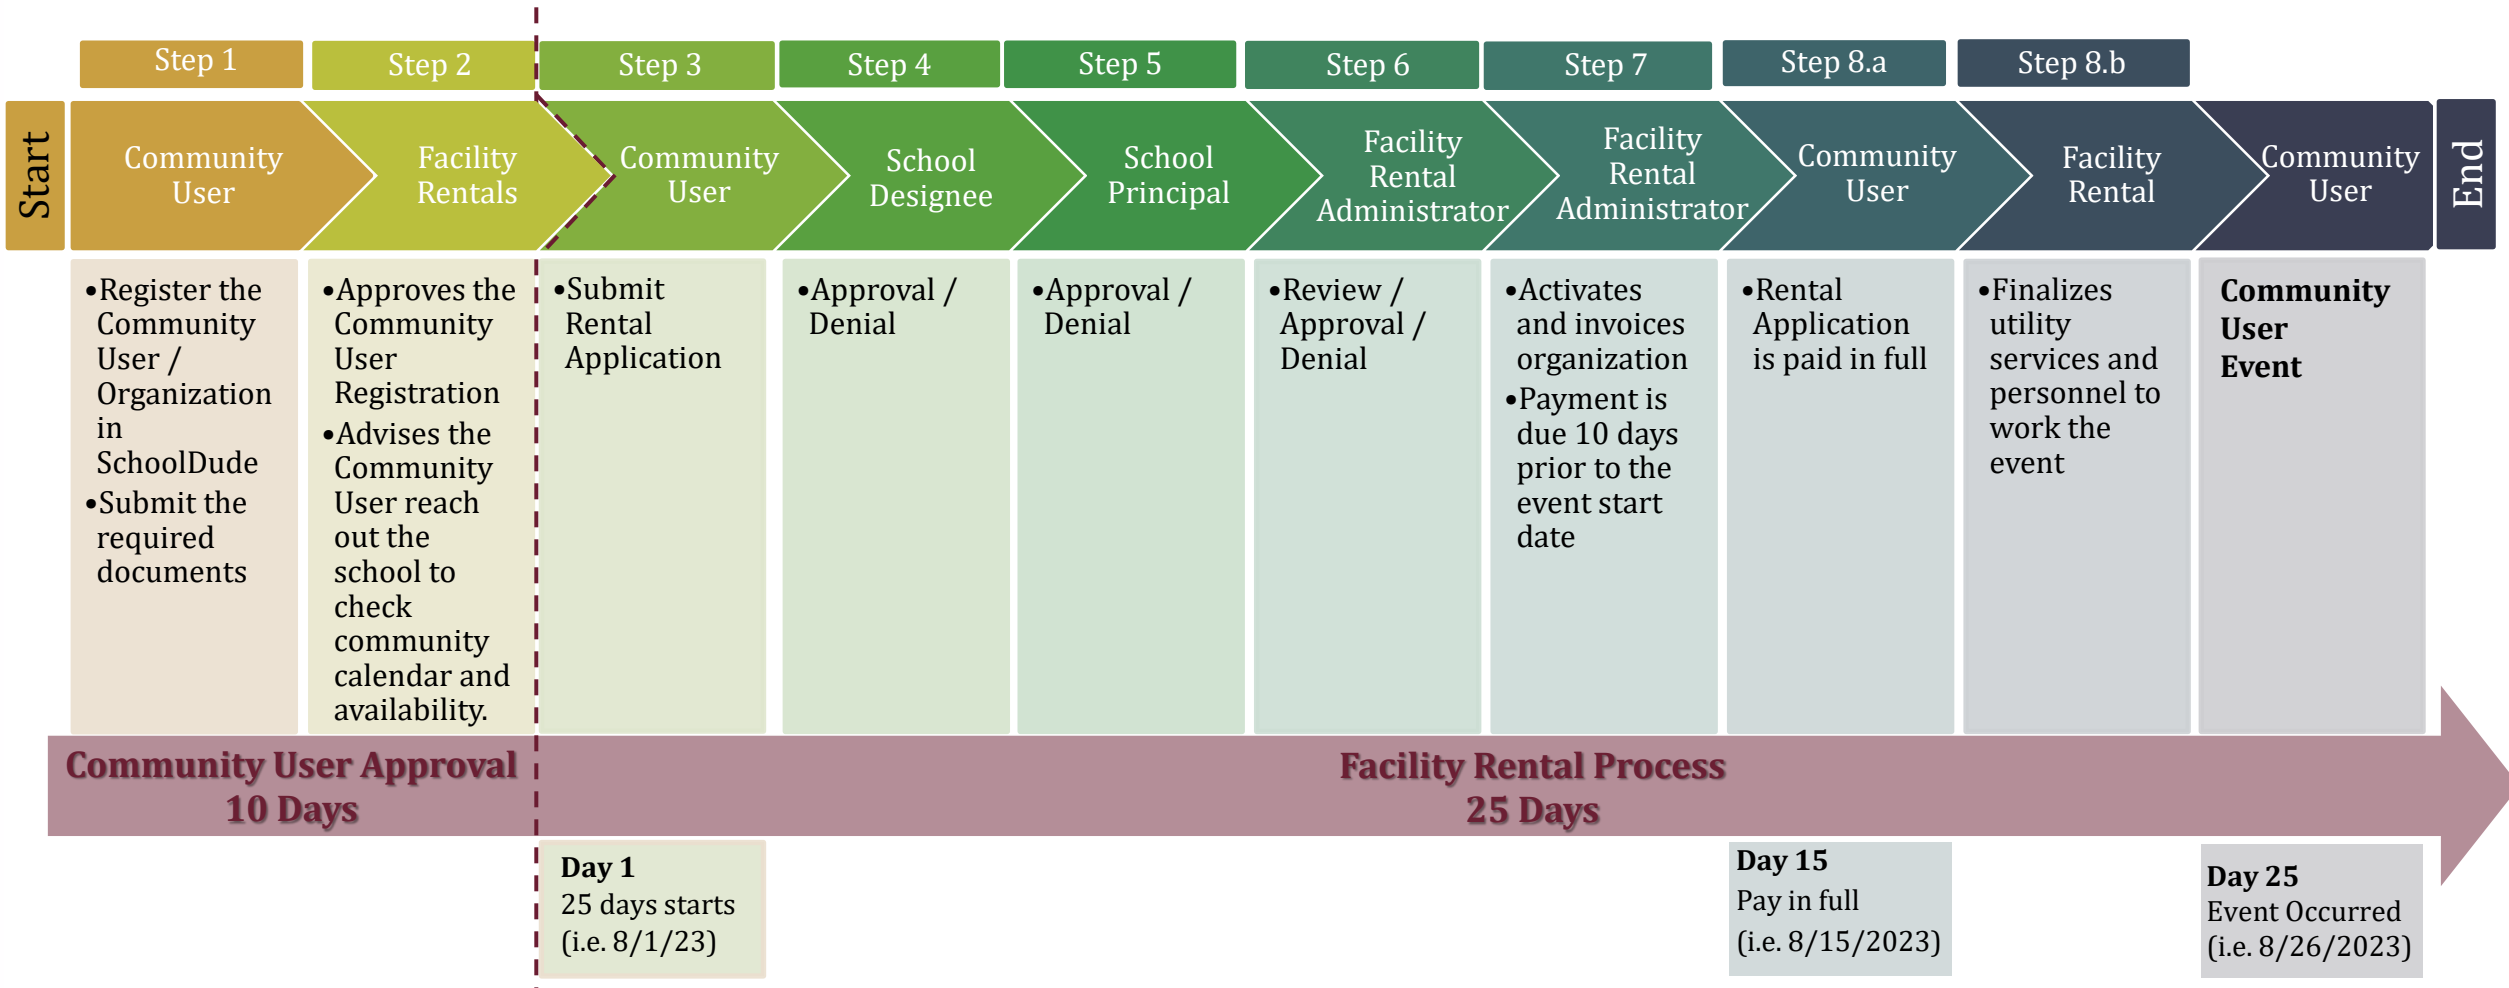 Step 1
Step 2
Step 3
Step 4
Step 5
Step 6
Step 7
Step 8.a
Step 8.b
Start
Community
User
Facility
Rentals
Community
User
School
Designee
School
Principal
Facility
Rental
Administrator
Facility
Rental
Administrator
Community
User
Facility
Rental
Community
User
End
•Register the
Community
User /
Organization
in
SchoolDude
•Submit the
required
documents
•Approves the
Community
User
Registration
•Advises the
Community
User reach
out the
school to
check
community
calendar and
availability.
•Submit
Rental
Application
•Approval /
Denial
•Approval /
Denial
•Review /
Approval /
Denial
•Activates
and invoices
organization
•Payment is
due 10 days
prior to the
event start
date
•Rental
Application
is paid in full
•Finalizes
utility
services and
personnel to
work the
event
Community
User
Event
Community User Approval
10 Days
Facility Rental Process
25 Days
Day 1
25 days starts
(i.e. 8/1/23)
Day 15
Pay in full
(i.e. 8/15/2023)
Day 25
Event Occurred
(i.e. 8/26/2023)